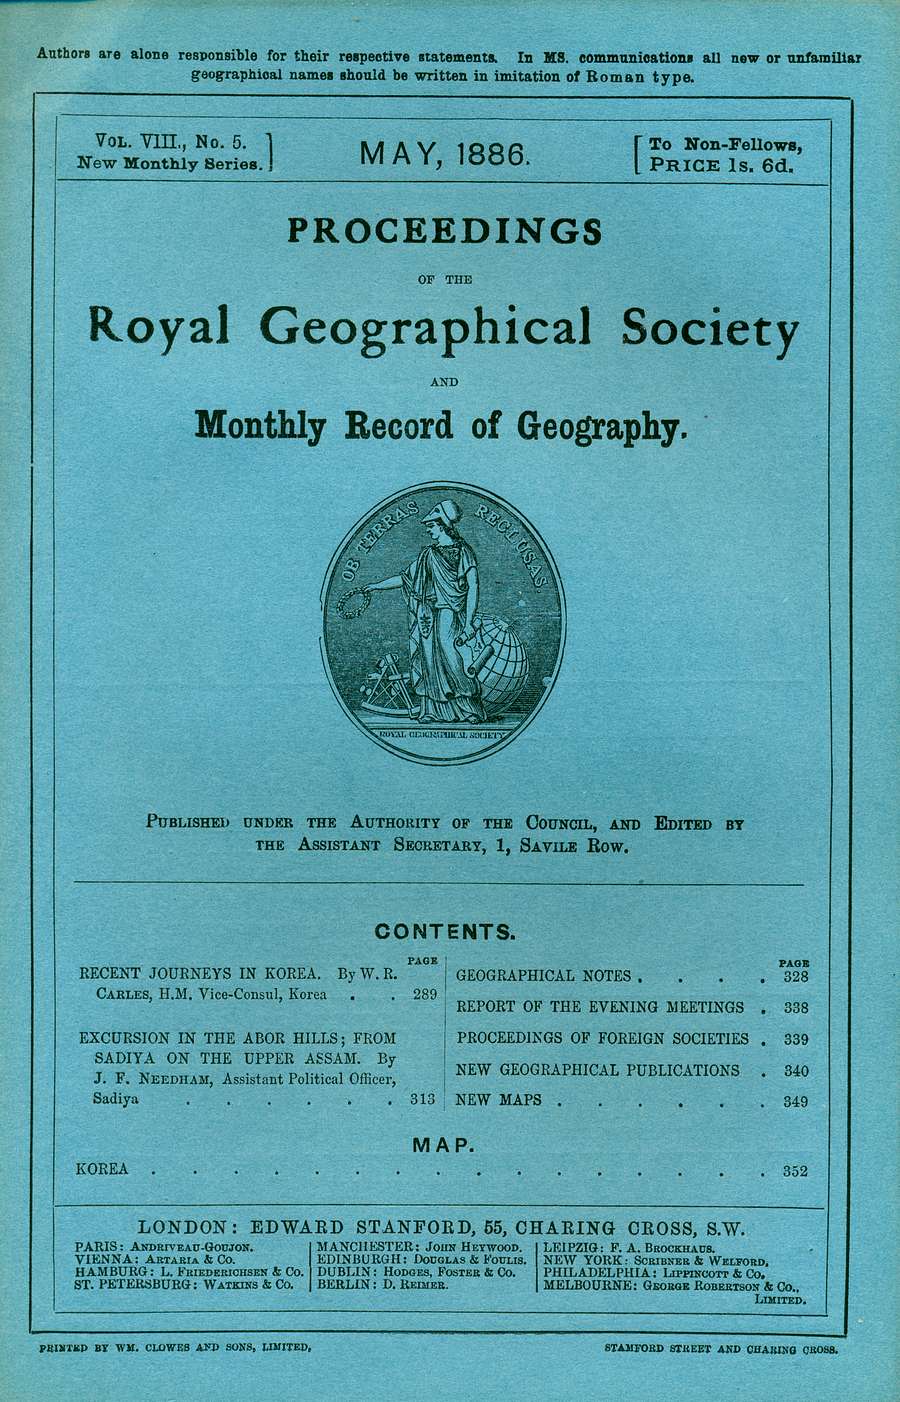 Authors are alone responsible for their respective statements. In MS. communications all new or unfamiliar
geographical names should be written in imitation of Roman type.
VOL. VIII., No. 5.
New Monthly Series.
MAY, 1886.
To Non-Fellows,
PRICE 1s. 6d.
PROCEEDINGS
OF THE
Royal Geographical Society
AND
Monthly Record of Geography.
OB TERRAS RECLUSAS.
ROYAL GEOGRAPHICAL SOCIETY
PUBLISHED UNDER THE AUTHORITY OF THE COUNCIL, AND EDITED BY
THE ASSISTANT SECRETARY, 1, SAVILE ROW.
CONTENTS.
PAGE
RECENT JOURNEYS IN KOREA. By W. R.
CARLES, H.M. Vice-Consul, Korea . . 289
EXCURSION IN THE ABOR HILLS; FROM
SADIYA ON THE UPPER ASSAM. By
J. F. NEEDHAM, Assistant Political Officer,
Sadiya . . . . . . 313
PAGE
GEOGRAPHICAL NOTES . . . . 328
REPORT OF THE EVENING MEETINGS . 338
PROCEEDINGS OF FOREIGN SOCIETIES . 339
NEW GEOGRAPHICAL PUBLICATIONS . 340
NEW MAPS . . . . . . 349
MAP.
KOREA . . . . . . . . . . . . . . . . 352
LONDON: EDWARD STANFORD, 55, CHARING CROSS, S.W.
PARIS: ANDRIVEAU-GOUJON.
VIENNA: ARTARIA & Co.
HAMBURG: L. FRIEDERICHSEN & Co.
ST. PETERSBURG: WATKINS & Co.
MANCHESTER: JOHN HEYWOOD.
EDINBURGH: DOUGLAS & FOULIS.
DUBLIN: HODGES, FOSTER & Co.
BERLIN: D. REIMER.
LEIPZIG: F. A. BROCKHAUS.
NEW YORK: SCRIBNER & WELFORD.
PHILADELPHIA: LIPPINCOTT & Co.
MELBOURNE: GEORGE ROBERTSON & Co.,
LIMITED.
PRINTED BY WM. CLOWES AND SONS, LIMITED,
STAMFORD STREET AND CHARING CROSS.